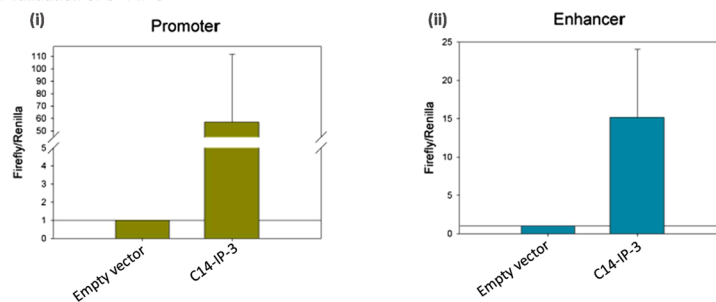 (i)
Promoter
110
100
90
80
70
60
50
5
4
3
2
1
0
Firefly/Renilla
Empty vector
C14-IP-3
(ii)
Enhancer
25
20
15
10
5
0
Firefly/Renilla
Empty vector
C14-IP-3